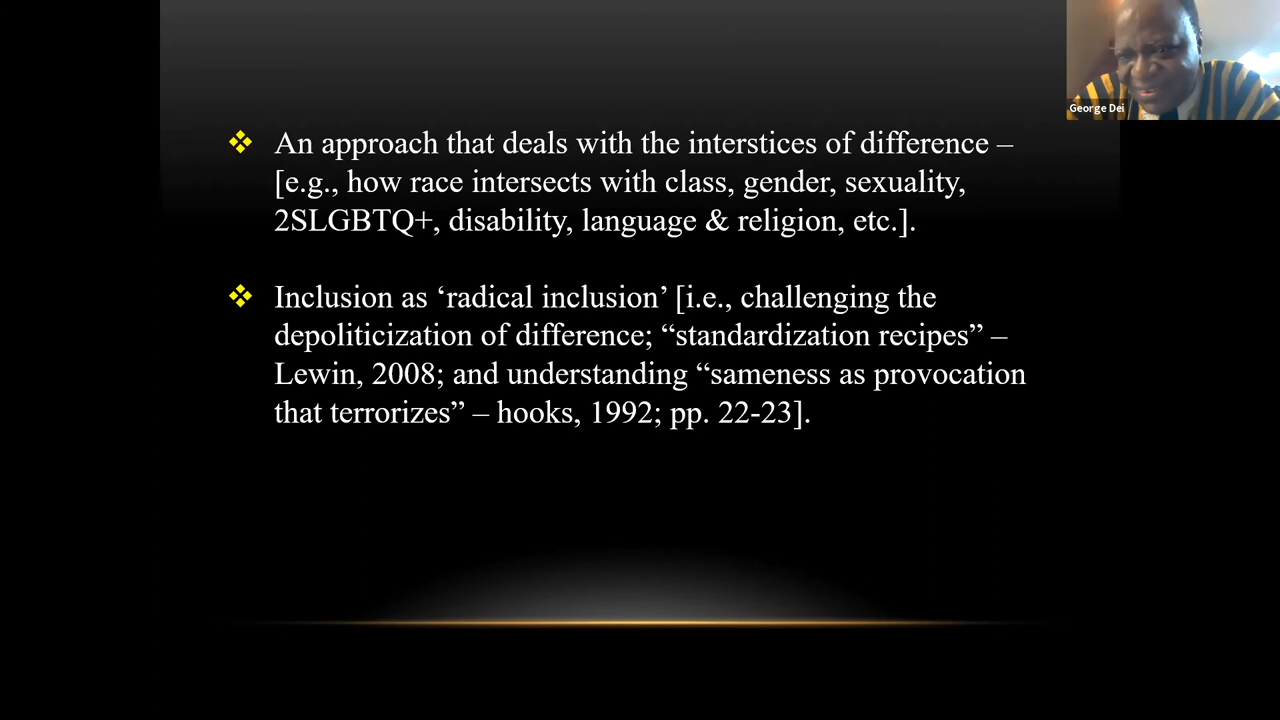 George Dei
❖ An approach that deals with the interstices of difference –
[e.g., how race intersects with class, gender, sexuality,
2SLGBTQ+, disability, language & religion, etc.].
❖ Inclusion as ‘radical inclusion’ [i.e., challenging the
depoliticization of difference; “standardization recipes” –
Lewin, 2008; and understanding “sameness as provocation
that terrorizes” – hooks, 1992; pp. 22-23].